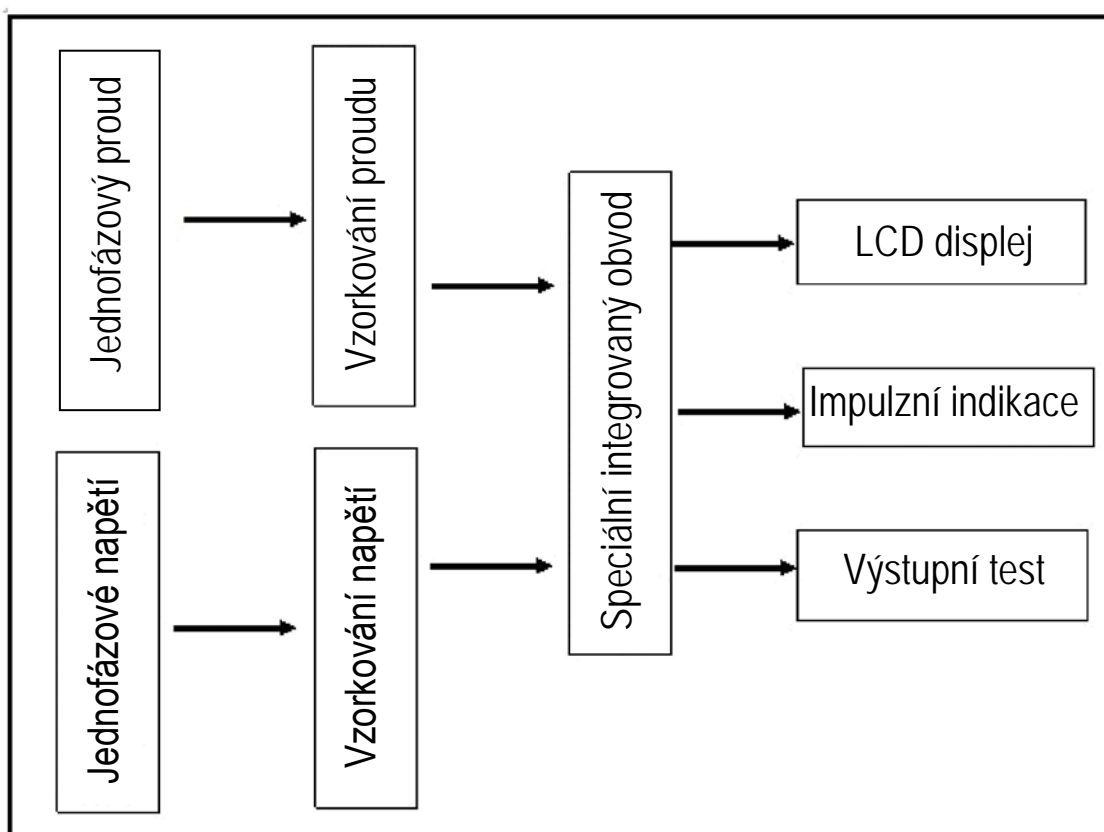 Jednofázový proud
Vzorkování proudu
Speciální integrovaný obvod
LCD displej
Impulzní indikace
Výstupní test
Jednofázové napětí
Vzorkování napětí